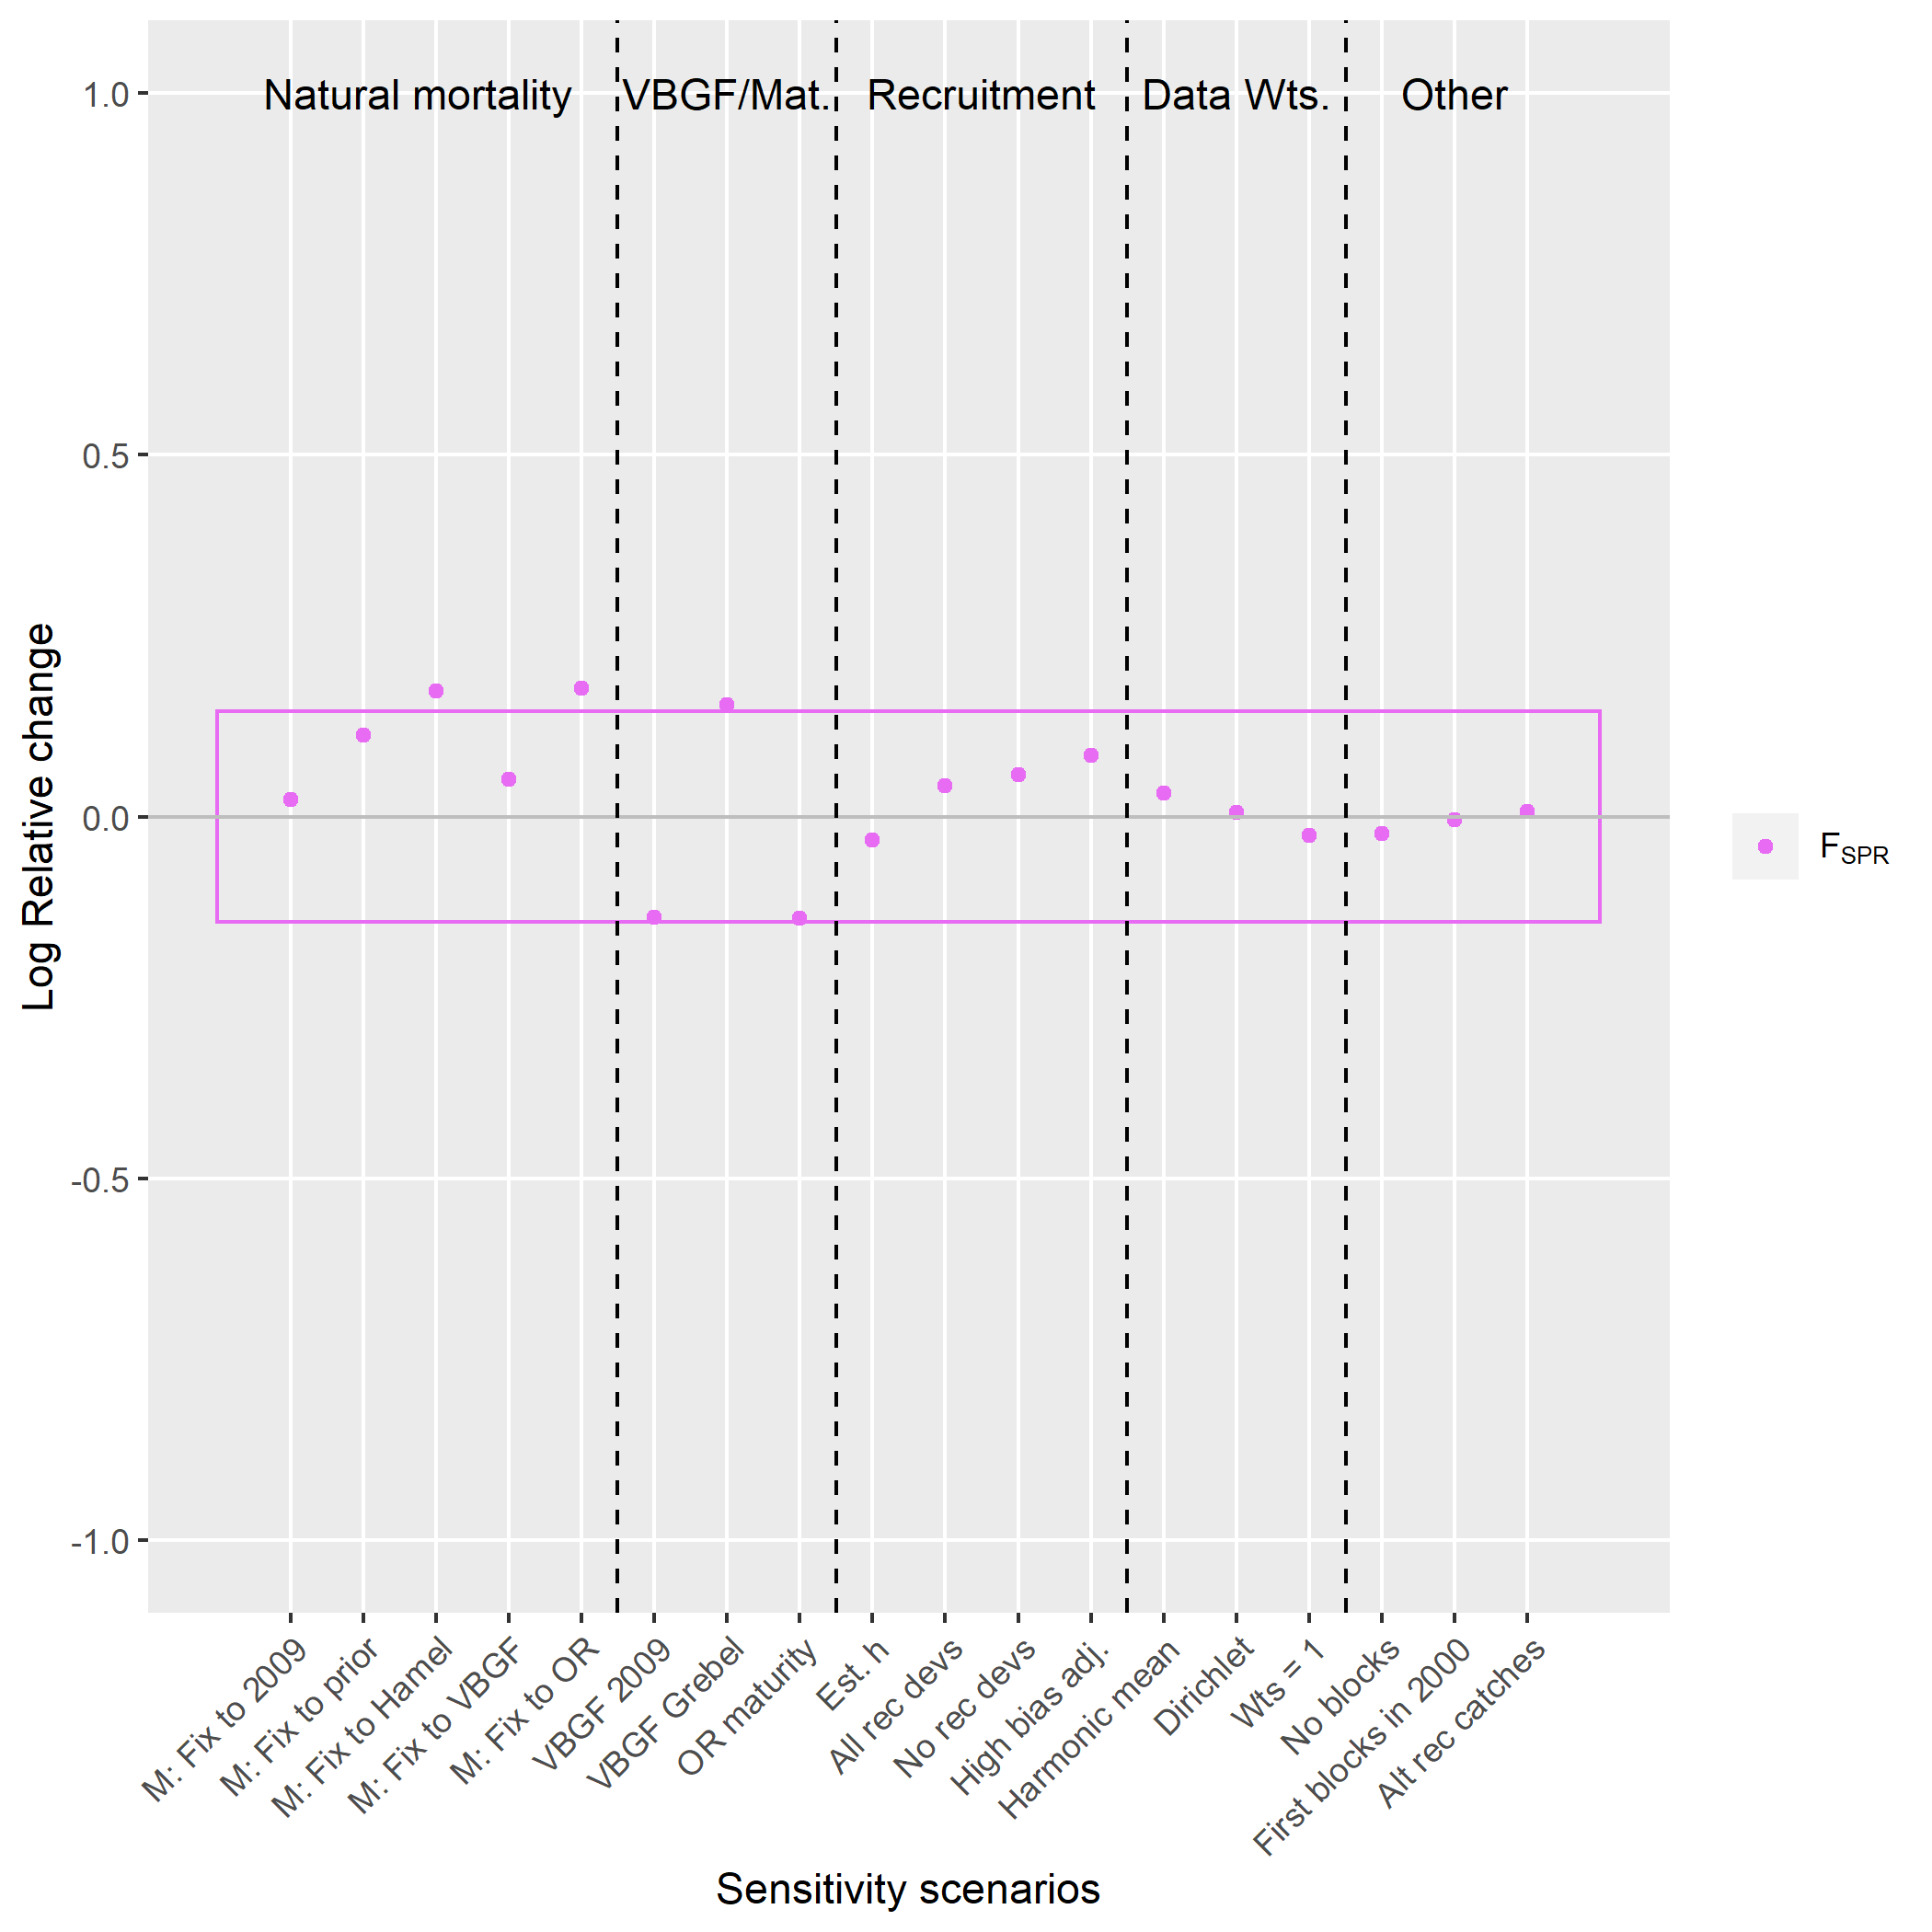 Natural mortality VBGF/Mat. Recruitment Data Wts. Other
1.0
0.5
0.0
-0.5
-1.0
Log Relative change
F_SPR
M: Fix to 2009
M: Fix to prior
M: Fix to Hamel
M: Fix to VBGF
M: Fix to OR
VBGF 2009
VBGF Grebel
OR maturity
Est. h
All rec devs
No rec devs
High bias adj.
Harmonic mean
Dirichlet
Wts = 1
No blocks
First blocks in 2000
Alt rec catches
Sensitivity scenarios